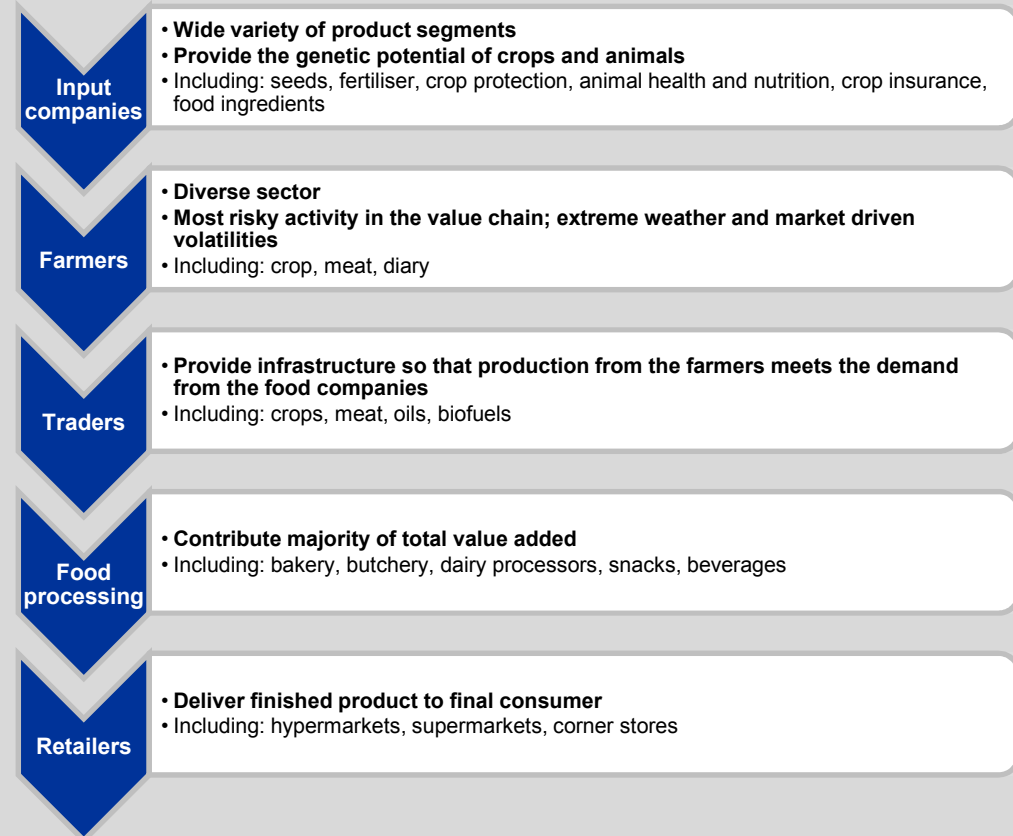 Input
companies
• Wide variety of product segments
• Provide the genetic potential of crops and animals
• Including: seeds, fertiliser, crop protection, animal health and nutrition, crop insurance,
food ingredients
Farmers
• Diverse sector
• Most risky activity in the value chain; extreme weather and market driven
volatilities
• Including: crop, meat, diary
Traders
• Provide infrastructure so that production from the farmers meets the demand
from the food companies
• Including: crops, meat, oils, biofuels
Food
processing
• Contribute majority of total value added
• Including: bakery, butchery, dairy processors, snacks, beverages
Retailers
• Deliver finished product to final consumer
• Including: hypermarkets, supermarkets, corner stores